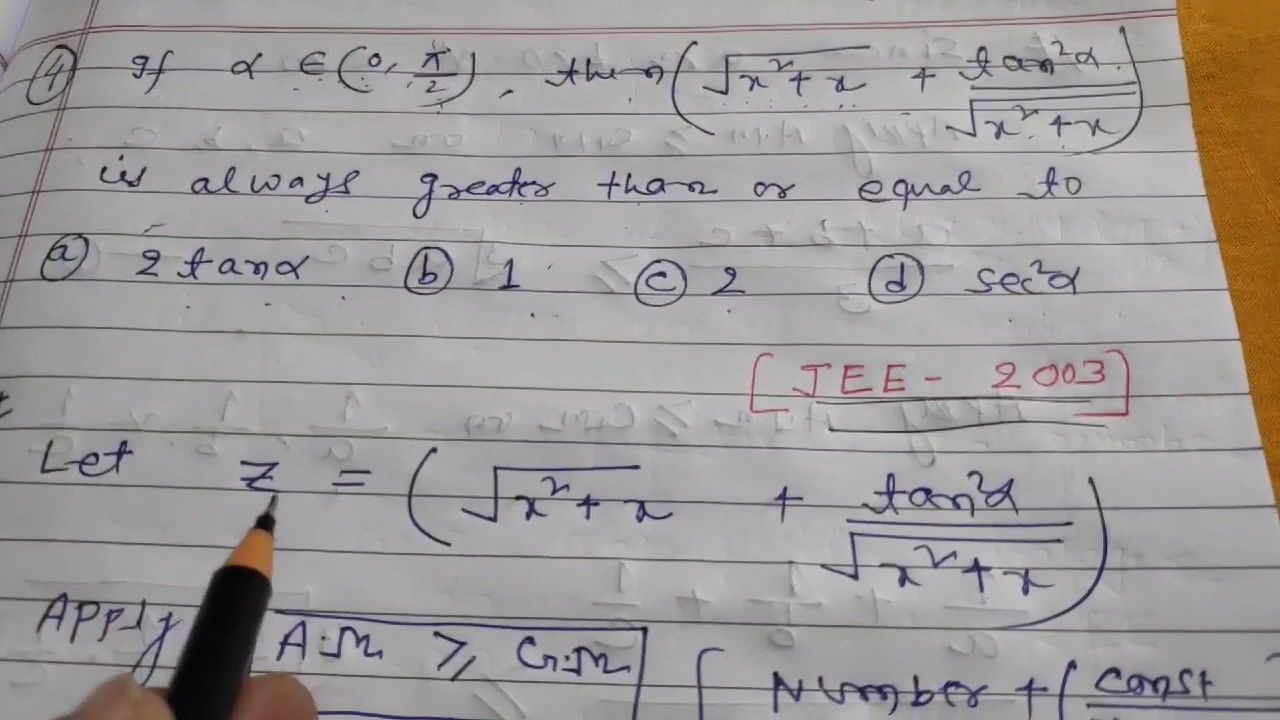 ④ If α ∈ (0, π/2), then (√(x²+x) + tan²α/√(x²+x))
is always greater than or equal to
ⓐ 2 tanα ⓑ 1 ⓒ 2 ⓓ sec²α
[JEE - 2003]
Let z = (√(x²+x) + tan²α/√(x²+x))
Apply A.M ≥ G.M [ Number + (const